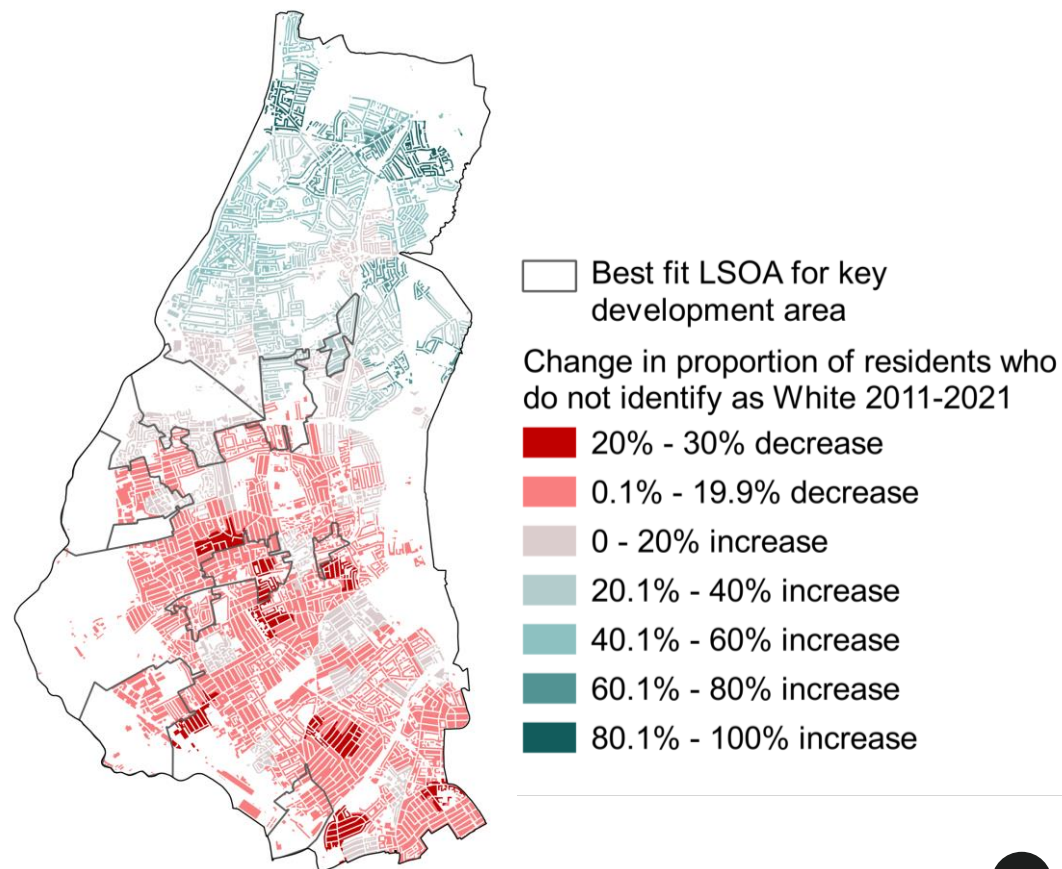 Best fit LSOA for key
development area
Change in proportion of residents who
do not identify as White 2011-2021
20% - 30% decrease
0.1% - 19.9% decrease
0 - 20% increase
20.1% - 40% increase
40.1% - 60% increase
60.1% - 80% increase
80.1% - 100% increase